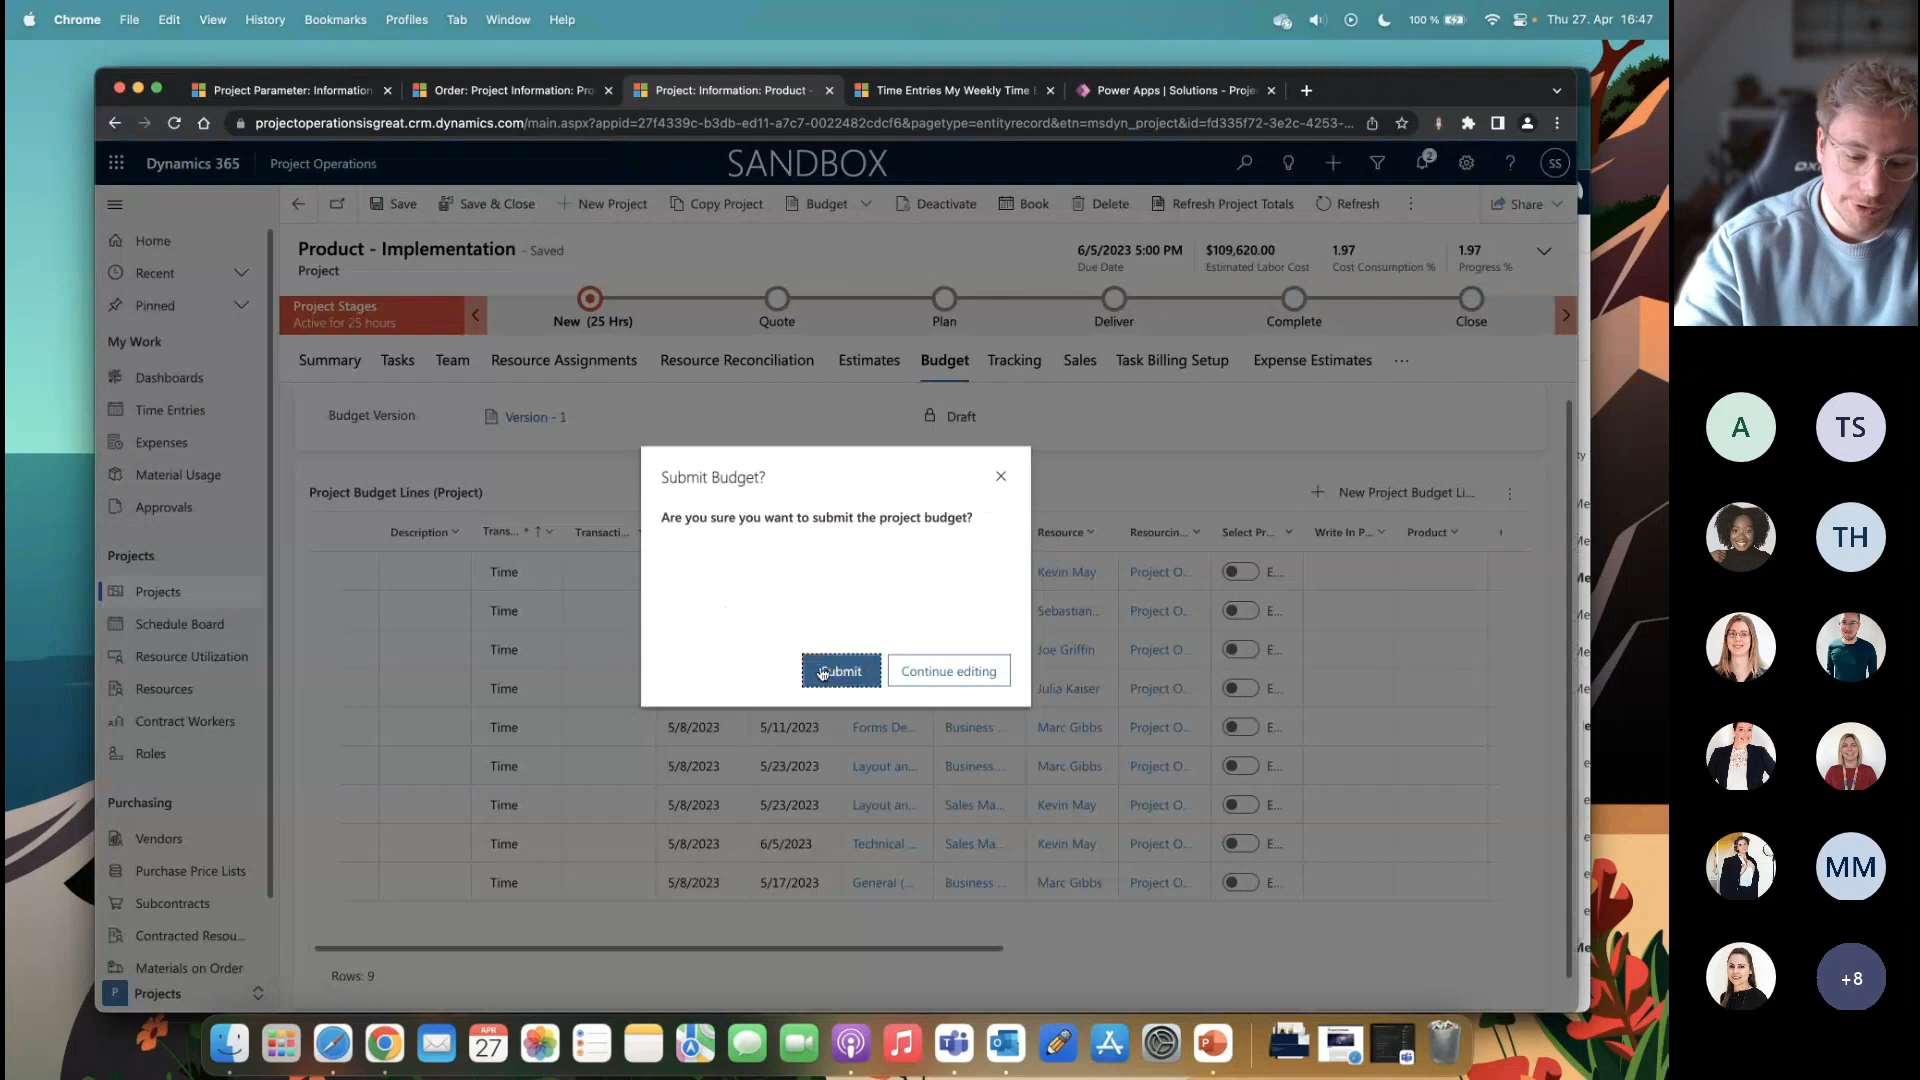 Chrome File Edit View History Bookmarks Profiles Tab Window Help 100 % Thu 27. Apr 16:47
Project Parameter: Information Order: Project Information: Pro Project: Information: Product - Time Entries My Weekly Time Power Apps | Solutions - Proje
projectoperationsisgreat.crm.dynamics.com/main.aspx?appid=27f4339c-b3db-ed11-a7c7-0022482cdcf6&pagetype=entityrecord&etn=msdyn_project&id=fd335f72-3e2c-4253-...
Dynamics 365 Project Operations SANDBOX 2 SS
Save Save & Close New Project Copy Project Budget Deactivate Book Delete Refresh Project Totals Refresh Share
Product - Implementation - Saved
Project
6/5/2023 5:00 PM $109,620.00 1.97 1.97
Due Date Estimated Labor Cost Cost Consumption % Progress %
Project Stages
Active for 25 hours
New (25 Hrs) Quote Plan Deliver Complete Close
Summary Tasks Team Resource Assignments Resource Reconciliation Estimates Budget Tracking Sales Task Billing Setup Expense Estimates ...
Home
Recent
Pinned
My Work
Dashboards
Time Entries
Expenses
Material Usage
Approvals
Projects
Projects
Schedule Board
Resource Utilization
Resources
Contract Workers
Roles
Purchasing
Vendors
Purchase Price Lists
Subcontracts
Contracted Resou...
Materials on Order
P Projects
Budget Version Version - 1 Draft
Project Budget Lines (Project) New Project Budget Li...
Description Trans... * Transacti... Resource Resourcin... Select Pr... Write In P... Product
Time Kevin May Project O... E...
Time Sebastian... Project O... E...
Time Joe Griffin Project O... E...
Time Julia Kaiser Project O... E...
Time 5/8/2023 5/11/2023 Forms De... Business ... Marc Gibbs Project O... E...
Time 5/8/2023 5/23/2023 Layout an... Business ... Marc Gibbs Project O... E...
Time 5/8/2023 5/23/2023 Layout an... Sales Ma... Kevin May Project O... E...
Time 5/8/2023 6/5/2023 Technical ... Sales Ma... Kevin May Project O... E...
Time 5/8/2023 5/17/2023 General (... Business ... Marc Gibbs Project O... E...
Rows: 9
Submit Budget?
Are you sure you want to submit the project budget?
Submit Continue editing
A TS
TH
MM
+8
APR
27